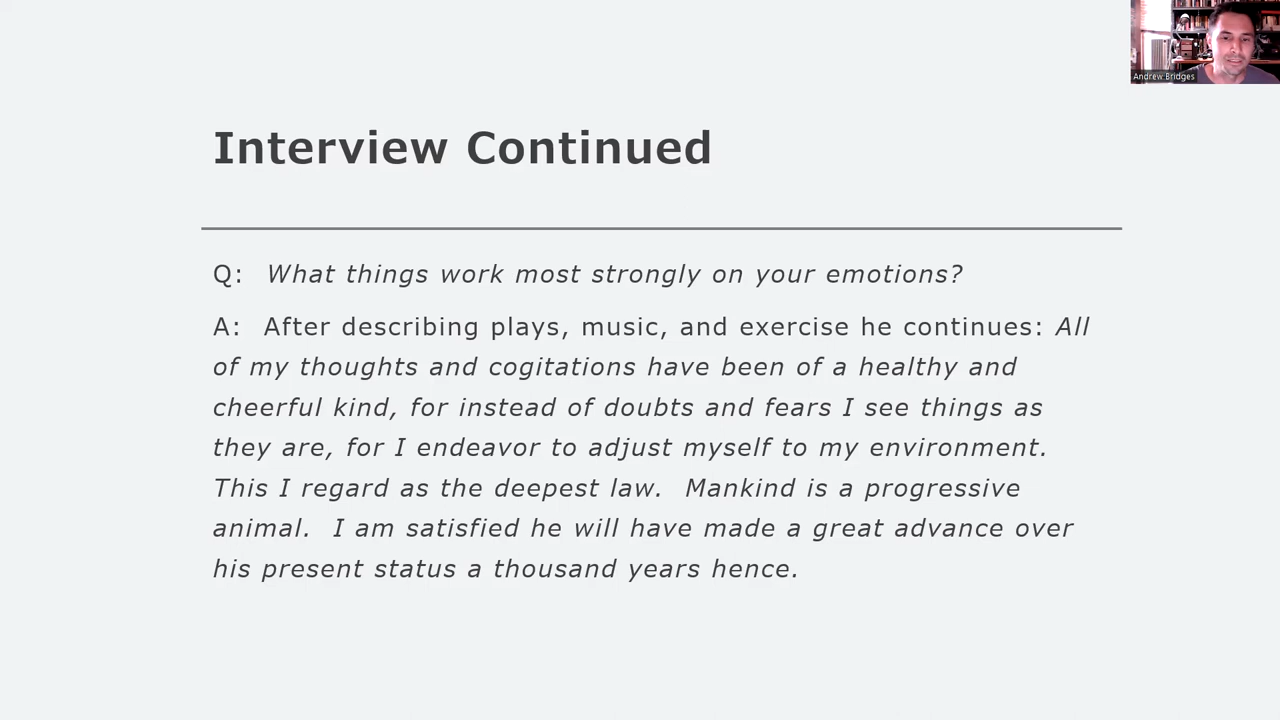 Andrew Bridges
Interview Continued
Q: What things work most strongly on your emotions?
A: After describing plays, music, and exercise he continues: All
of my thoughts and cogitations have been of a healthy and
cheerful kind, for instead of doubts and fears I see things as
they are, for I endeavor to adjust myself to my environment.
This I regard as the deepest law. Mankind is a progressive
animal. I am satisfied he will have made a great advance over
his present status a thousand years hence.